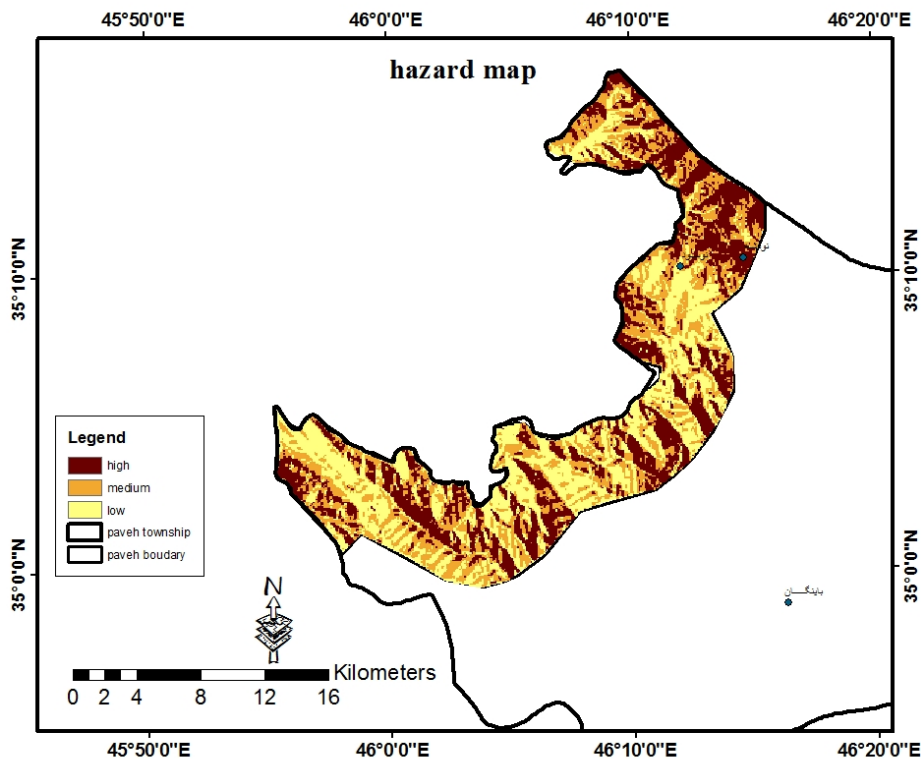 45°50'0"E
46°0'0"E
46°10'0"E
46°20'0"E
hazard map
35°10'0"N
35°10'0"N
Legend
high
medium
low
paveh township
paveh boudary
35°0'0"N
35°0'0"N
باینگان
N
Kilometers
0 2 4 8 12 16
45°50'0"E
46°0'0"E
46°10'0"E
46°20'0"E